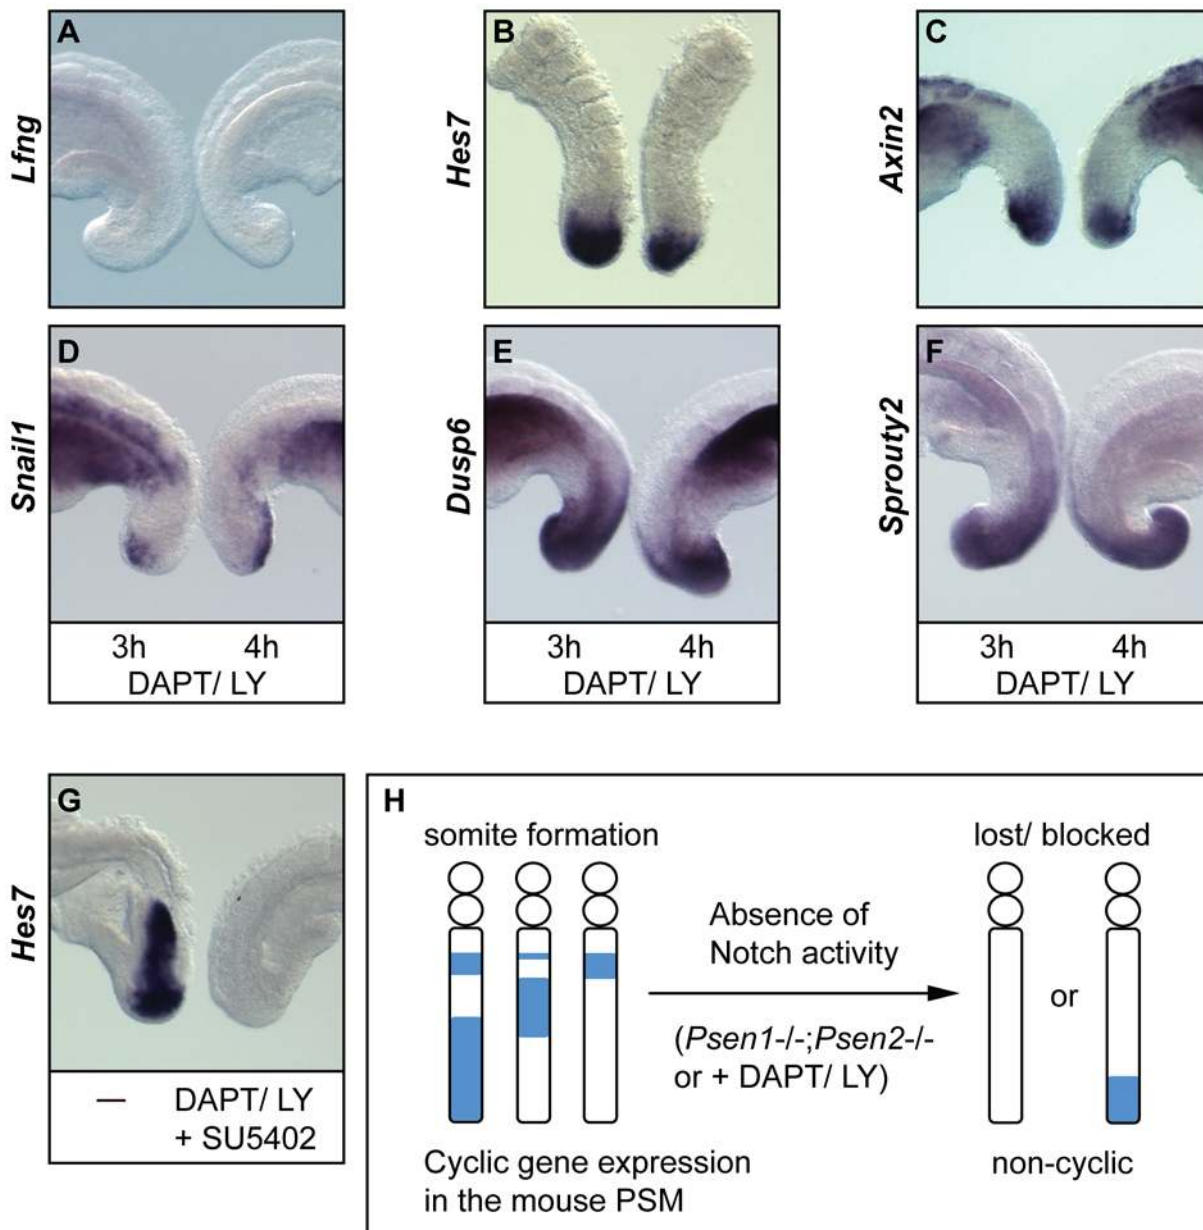 A
Lfng
B
Hes7
C
Axin2
D
Snail1
E
Dusp6
F
Sprouty2
3h 4h
DAPT/ LY
3h 4h
DAPT/ LY
3h 4h
DAPT/ LY
G
Hes7
— DAPT/ LY
+ SU5402
H
somite formation
lost/ blocked
Absence of
Notch activity
or
(Psen1-/-;Psen2-/-
or + DAPT/ LY)
Cyclic gene expression
in the mouse PSM
non-cyclic